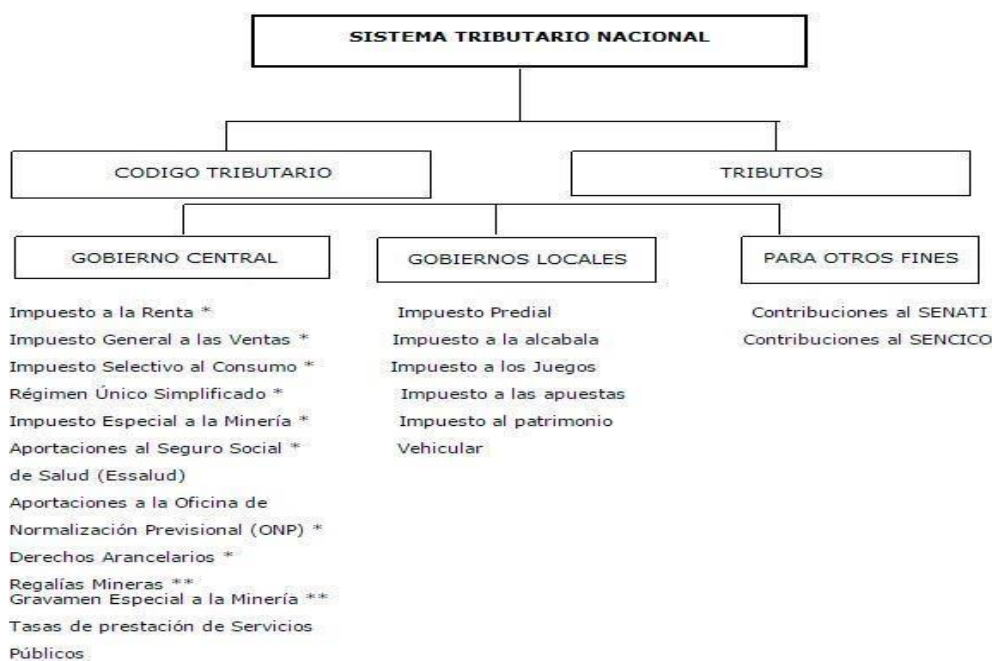 SISTEMA TRIBUTARIO NACIONAL
CODIGO TRIBUTARIO
TRIBUTOS
GOBIERNO CENTRAL
Impuesto a la Renta *
Impuesto General a las Ventas *
Impuesto Selectivo al Consumo *
Régimen Único Simplificado *
Impuesto Especial a la Minería *
Aportaciones al Seguro Social *
de Salud (Essalud)
Aportaciones a la Oficina de
Normalización Previsional (ONP) *
Derechos Arancelarios *
Regalías Mineras **
Gravamen Especial a la Minería **
Tasas de prestación de Servicios
Públicos
GOBIERNOS LOCALES
Impuesto Predial
Impuesto a la alcabala
Impuesto a los Juegos
Impuesto a las apuestas
Impuesto al patrimonio
Vehicular
PARA OTROS FINES
Contribuciones al SENATI
Contribuciones al SENCICO